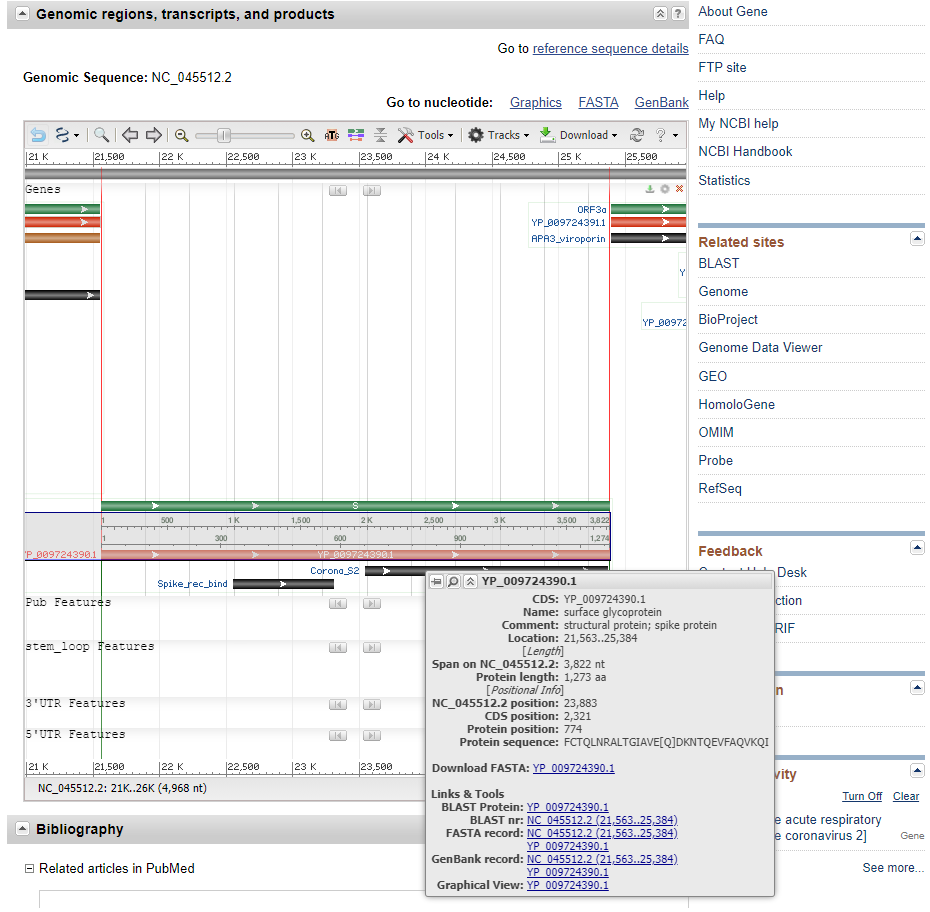 Genomic regions, transcripts, and products
Go to reference sequence details
Genomic Sequence: NC_045512.2
Go to nucleotide: Graphics FASTA GenBank
Tools Tracks Download ?
21 K 21,500 22 K 22,500 23 K 23,500 24 K 24,500 25 K 25,500
Genes
ORF3a
YP_009724391.1
APA3_viroporin
YP_00972
S
1 500 1 K 1,500 2 K 2,500 3 K 3,500 3,822
1 300 600 900 1,274
YP_009724390.1 YP_009724390.1
Corona_S2
Spike_rec_bind
Pub Features
stem_loop Features
3'UTR Features
5'UTR Features
21 K 21,500 22 K 22,500 23 K 23,500
NC_045512.2: 21K..26K (4,968 nt)
YP_009724390.1
CDS: YP_009724390.1
Name: surface glycoprotein
Comment: structural protein; spike protein
Location: 21,563..25,384
[Length]
Span on NC_045512.2: 3,822 nt
Protein length: 1,273 aa
[Positional Info]
NC_045512.2 position: 23,883
CDS position: 2,321
Protein position: 774
Protein sequence: FCTQLNRALTGIAVE[Q]DKNTQEVFAQVKQI
Download FASTA: YP_009724390.1
Links & Tools
BLAST Protein: YP_009724390.1
BLAST nr: NC_045512.2 (21,563..25,384)
FASTA record: NC_045512.2 (21,563..25,384)
YP_009724390.1
GenBank record: NC_045512.2 (21,563..25,384)
YP_009724390.1
Graphical View: YP_009724390.1
Bibliography
Related articles in PubMed
About Gene
FAQ
FTP site
Help
My NCBI help
NCBI Handbook
Statistics
Related sites
BLAST
Genome
BioProject
Genome Data Viewer
GEO
HomoloGene
OMIM
Probe
RefSeq
Feedback
Desk
ction
RIF
n
vity
Turn Off Clear
e acute respiratory
e coronavirus 2] Gene
See more...